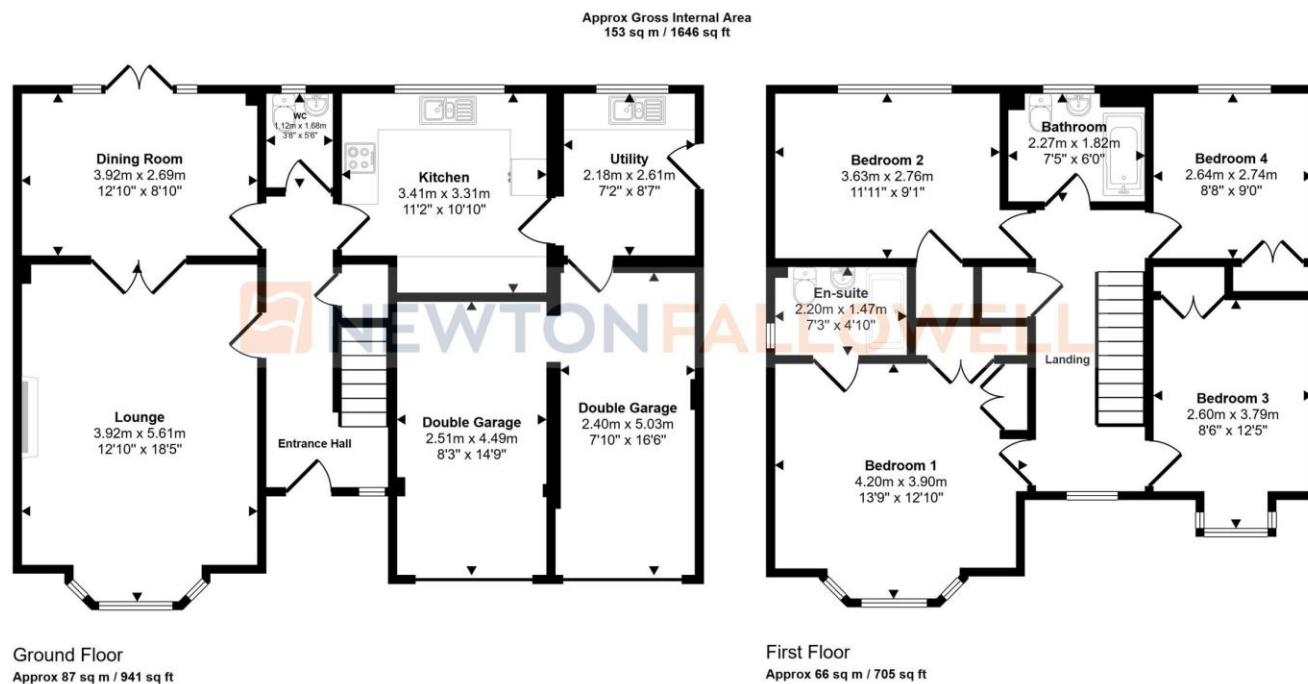 Approx Gross Internal Area
153 sq m / 1646 sq ft
Dining Room
3.92m x 2.69m
12'10" x 8'10"
WC
1.12m x 1.68m
3'8" x 5'6"
Kitchen
3.41m x 3.31m
11'2" x 10'10"
Utility
2.18m x 2.61m
7'2" x 8'7"
Lounge
3.92m x 5.61m
12'10" x 18'5"
Entrance Hall
Double Garage
2.51m x 4.49m
8'3" x 14'9"
Double Garage
2.40m x 5.03m
7'10" x 16'6"
Ground Floor
Approx 87 sq m / 941 sq ft
Bedroom 2
3.63m x 2.76m
11'11" x 9'1"
Bathroom
2.27m x 1.82m
7'5" x 6'0"
Bedroom 4
2.64m x 2.74m
8'8" x 9'0"
En-suite
2.20m x 1.47m
7'3" x 4'10"
Landing
Bedroom 1
4.20m x 3.90m
13'9" x 12'10"
Bedroom 3
2.60m x 3.79m
8'6" x 12'5"
First Floor
Approx 66 sq m / 705 sq ft
NEWTONFALLOWELL